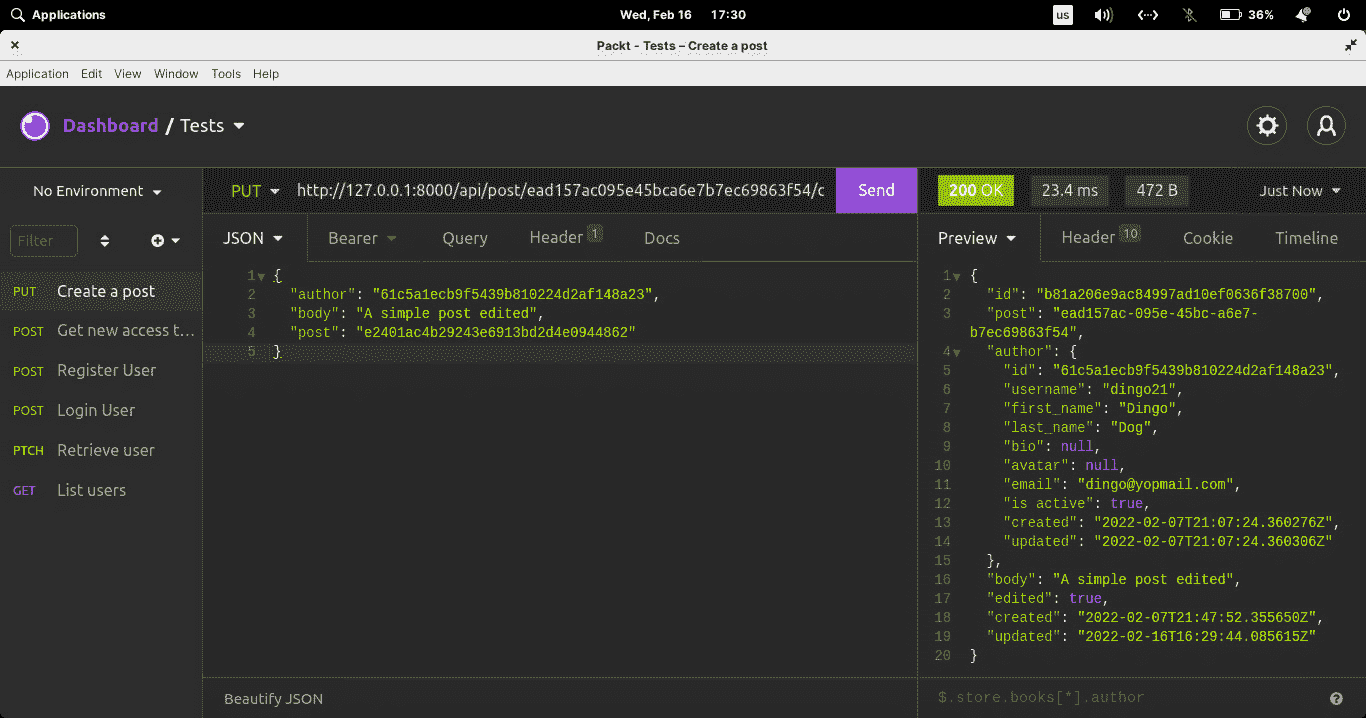 Applications
Wed, Feb 16 17:30
us
36%
Packt - Tests – Create a post
Application Edit View Window Tools Help
Dashboard / Tests
No Environment
PUT http://127.0.0.1:8000/api/post/ead157ac095e45bca6e7b7ec69863f54/c
Send
200 OK 23.4 ms 472 B
Just Now
Filter
JSON Bearer Query Header 1 Docs
Preview Header 10 Cookie Timeline
PUT Create a post
POST Get new access t...
POST Register User
POST Login User
PTCH Retrieve user
GET List users
1 {
2 "author": "61c5a1ecb9f5439b810224d2af148a23",
3 "body": "A simple post edited",
4 "post": "e2401ac4b29243e6913bd2d4e0944862"
5 }
1 {
2 "id": "b81a206e9ac84997ad10ef0636f38700",
3 "post": "ead157ac-095e-45bc-a6e7-
b7ec69863f54",
4 "author": {
5 "id": "61c5a1ecb9f5439b810224d2af148a23",
6 "username": "dingo21",
7 "first_name": "Dingo",
8 "last_name": "Dog",
9 "bio": null,
10 "avatar": null,
11 "email": "dingo@yopmail.com",
12 "is active": true,
13 "created": "2022-02-07T21:07:24.360276Z",
14 "updated": "2022-02-07T21:07:24.360306Z"
15 },
16 "body": "A simple post edited",
17 "edited": true,
18 "created": "2022-02-07T21:47:52.355650Z",
19 "updated": "2022-02-16T16:29:44.085615Z"
20 }
Beautify JSON
$.store.books[*].author